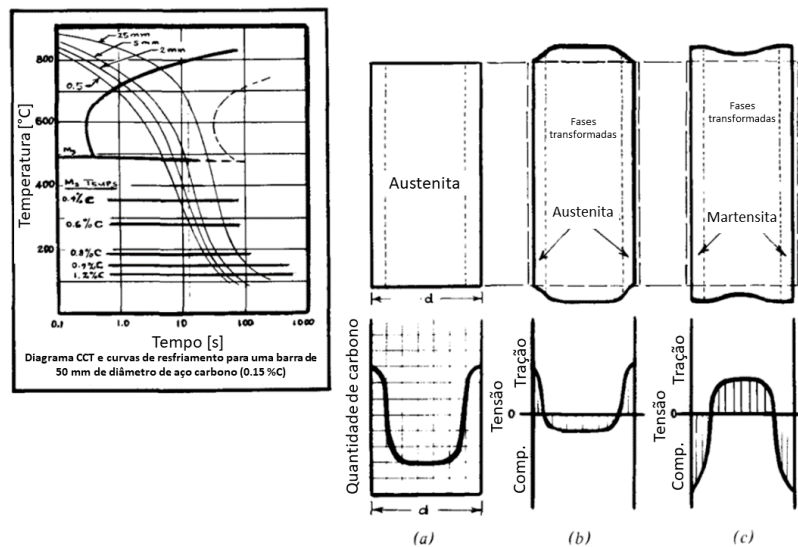 Temperatura [°C]
800
600
400
200
25 mm
5 mm
2 mm
0.5
Ms
Ms Temps
0.4% C
0.6% C
0.8% C
0.9% C
1.2% C
0.1
1.0
10
100
1000
Tempo [s]
Diagrama CCT e curvas de resfriamento para uma barra de
50 mm de diâmetro de aço carbono (0.15 %C)
Austenita
d
Fases
transformadas
Austenita
Fases
transformadas
Martensita
Quantidade de carbono
d
(a)
Tensão
Tração
0
Comp.
(b)
Tensão
Tração
0
Comp.
(c)